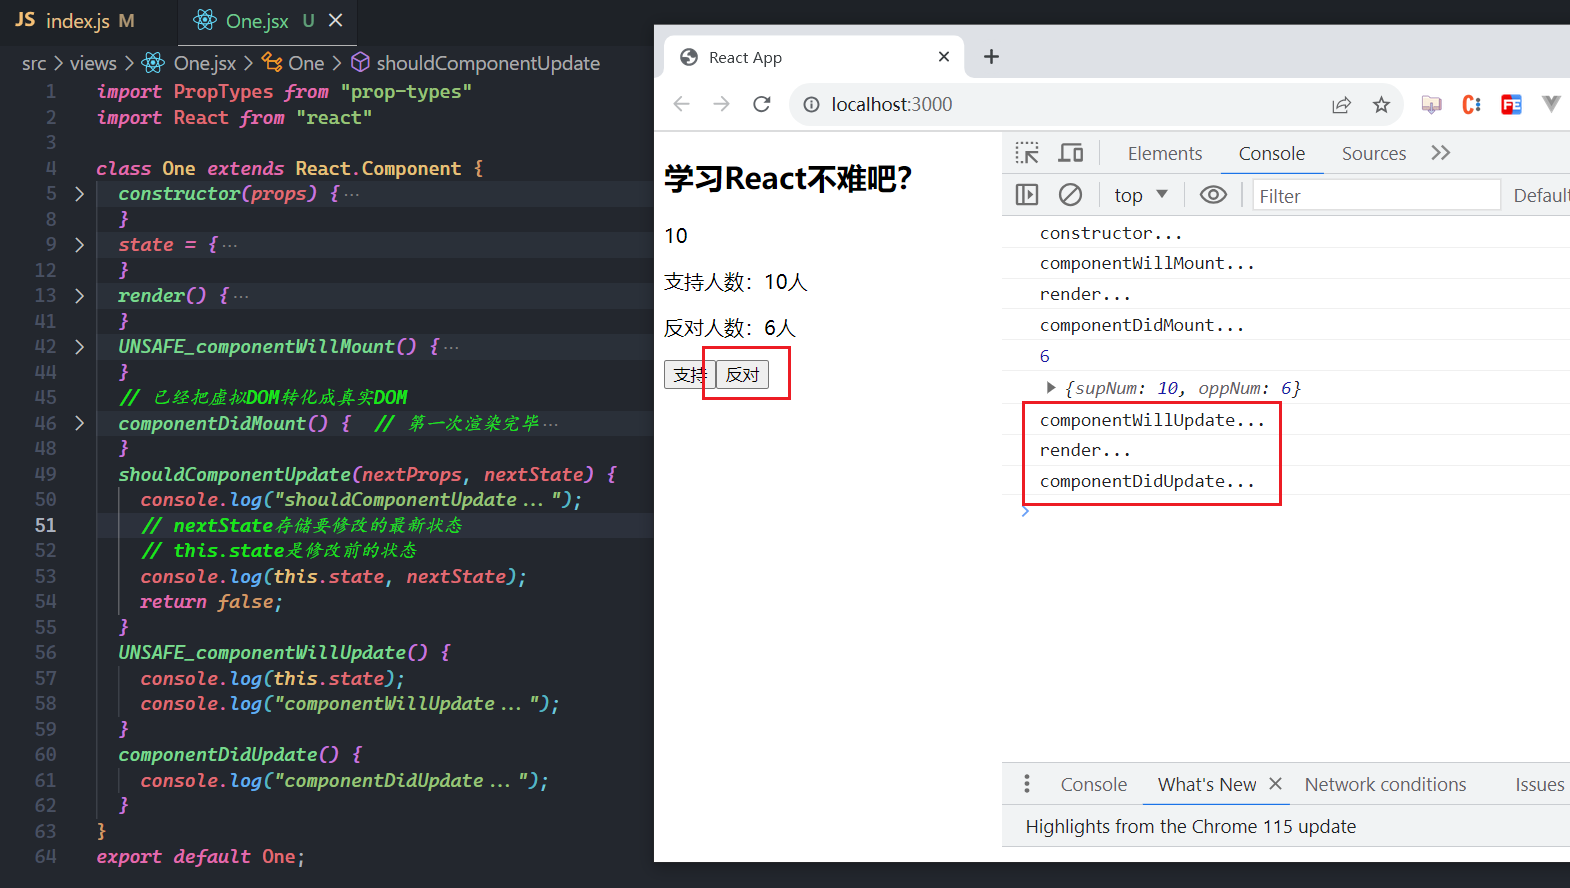 JS index.js M
One.jsx U
src > views > One.jsx > One > shouldComponentUpdate
1 import PropTypes from "prop-types"
2 import React from "react"
3
4 class One extends React.Component {
5 constructor(props) {···
8 }
9 state = {···
12 }
13 render() {···
41 }
42 UNSAFE_componentWillMount() {···
44 }
45 // 已经把虚拟DOM转化成真实DOM
46 componentDidMount() { // 第一次渲染完毕···
48 }
49 shouldComponentUpdate(nextProps, nextState) {
50 console.log("shouldComponentUpdate...");
51 // nextState存储要修改的最新状态
52 // this.state是修改前的状态
53 console.log(this.state, nextState);
54 return false;
55 }
56 UNSAFE_componentWillUpdate() {
57 console.log(this.state);
58 console.log("componentWillUpdate...");
59 }
60 componentDidUpdate() {
61 console.log("componentDidUpdate...");
62 }
63 }
64 export default One;
React App
localhost:3000
C:
FE
学习React不难吧？
10
支持人数：10人
反对人数：6人
支持 反对
Elements Console Sources
top Filter Default
constructor...
componentWillMount...
render...
componentDidMount...
6
{supNum: 10, oppNum: 6}
componentWillUpdate...
render...
componentDidUpdate...
Console What's New Network conditions Issues
Highlights from the Chrome 115 update